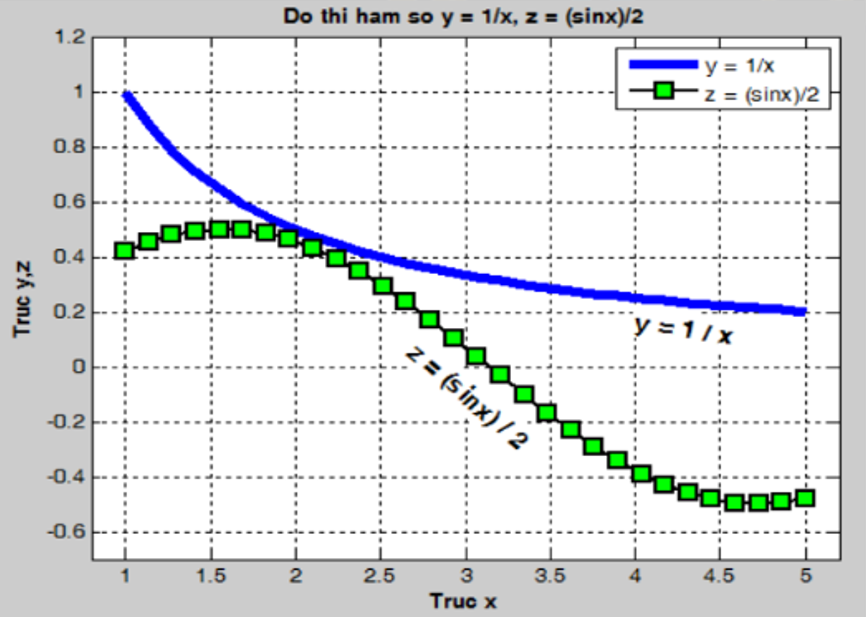 Do thi ham so y = 1/x, z = (sinx)/2
1.2
1
0.8
0.6
0.4
0.2
0
-0.2
-0.4
-0.6
Truc y,z
y = 1/x
z = (sinx)/2
y = 1 / x
z = (sinx) / 2
1 1.5 2 2.5 3 3.5 4 4.5 5
Truc x